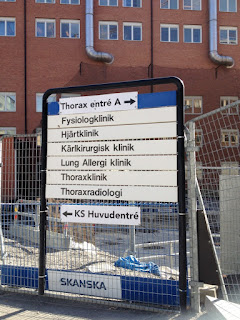 Thorax entré A →
Fysiologklinik
Hjärtklinik
Kärlkirurgisk klinik
Lung Allergi klinik
Thoraxklinik
Thoraxradiologi
← KS Huvudentré
SKANSKA